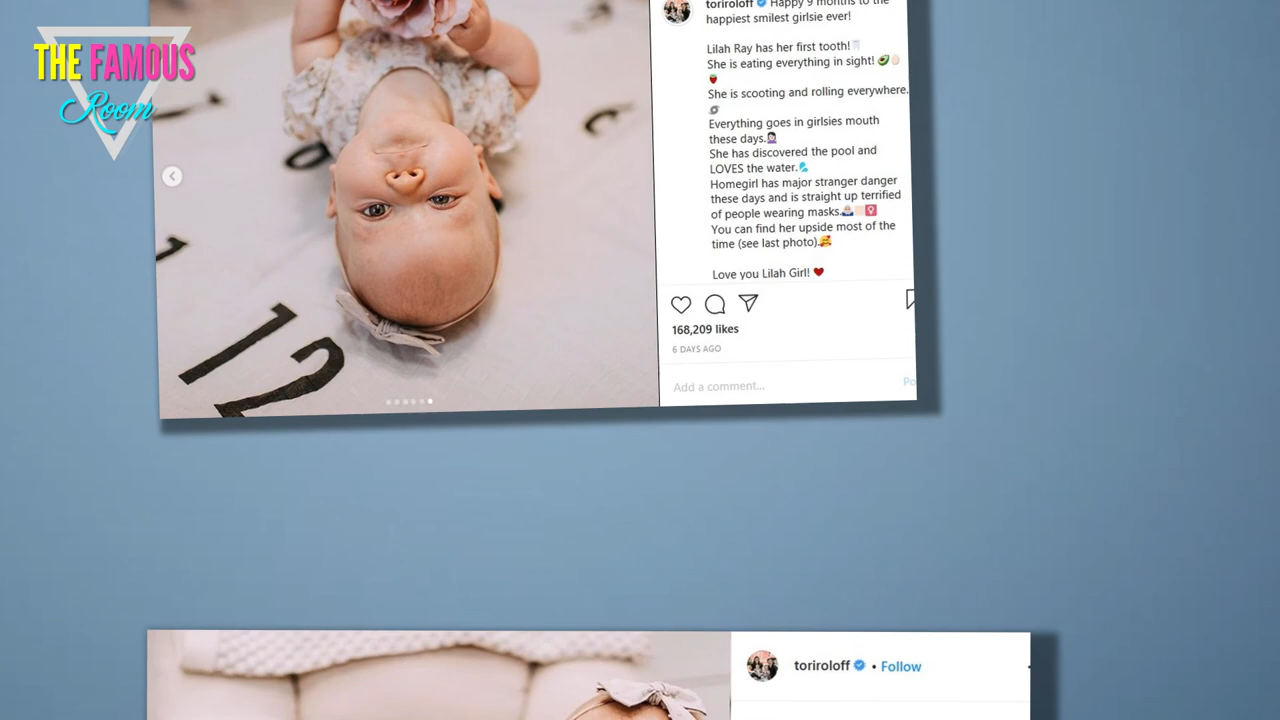 THE FAMOUS
Room
toriroloff Happy 9 months to the
happiest smilest girlsie ever!
Lilah Ray has her first tooth!🦷
She is eating everything in sight! 🥑🥚
🍓
She is scooting and rolling everywhere.
Everything goes in girlsies mouth
these days.
She has discovered the pool and
LOVES the water.💦
Homegirl has major stranger danger
these days and is straight up terrified
of people wearing masks.
You can find her upside most of the
time (see last photo).🥰
Love you Lilah Girl! ❤️
168,209 likes
6 DAYS AGO
Add a comment...
Po
12
toriroloff • Follow